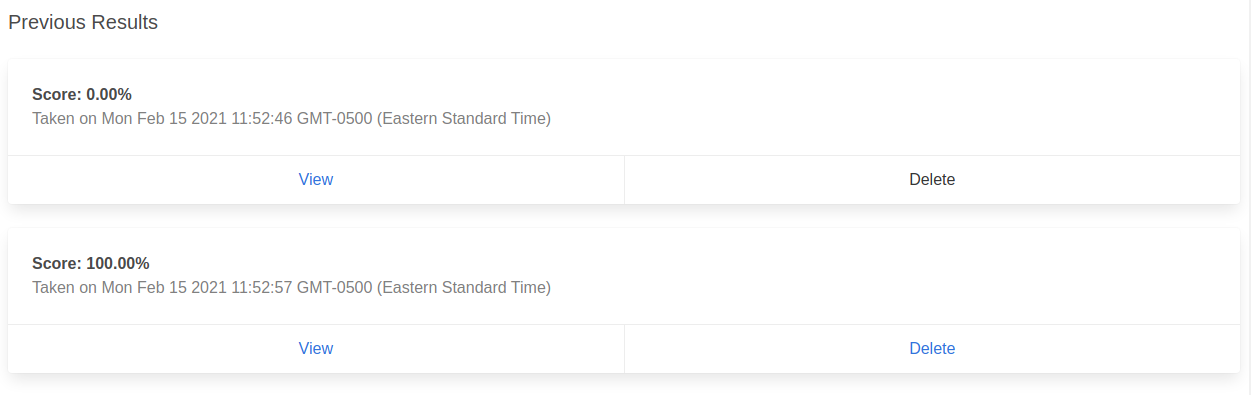 Previous Results
Score: 0.00%
Taken on Mon Feb 15 2021 11:52:46 GMT-0500 (Eastern Standard Time)
View Delete
Score: 100.00%
Taken on Mon Feb 15 2021 11:52:57 GMT-0500 (Eastern Standard Time)
View Delete